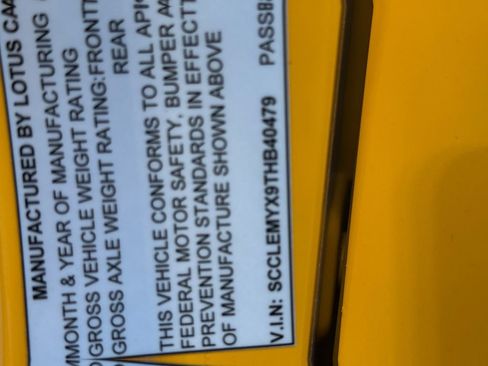 MANUFACTURED BY LOTUS CA
MONTH & YEAR OF MANUFACTURING
GROSS VEHICLE WEIGHT RATING
GROSS AXLE WEIGHT RATING: FRONT
REAR
THIS VEHICLE CONFORMS TO ALL
FEDERAL MOTOR SAFETY, BUMPER
PREVENTION STANDARDS IN EFFECT
OF MANUFACTURE SHOWN ABOVE
V.I.N: SCCLEMYX9THB40479 PASS